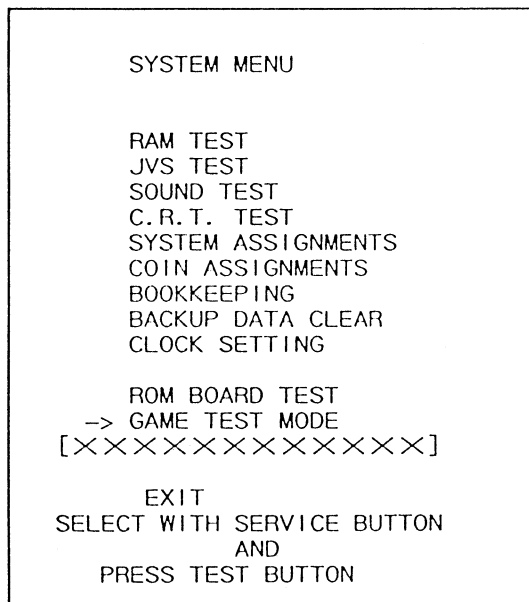 SYSTEM MENU
RAM TEST
JVS TEST
SOUND TEST
C.R.T. TEST
SYSTEM ASSIGNMENTS
COIN ASSIGNMENTS
BOOKKEEPING
BACKUP DATA CLEAR
CLOCK SETTING
ROM BOARD TEST
-> GAME TEST MODE
[XXXXXXXXXXXXX]
EXIT
SELECT WITH SERVICE BUTTON
AND
PRESS TEST BUTTON